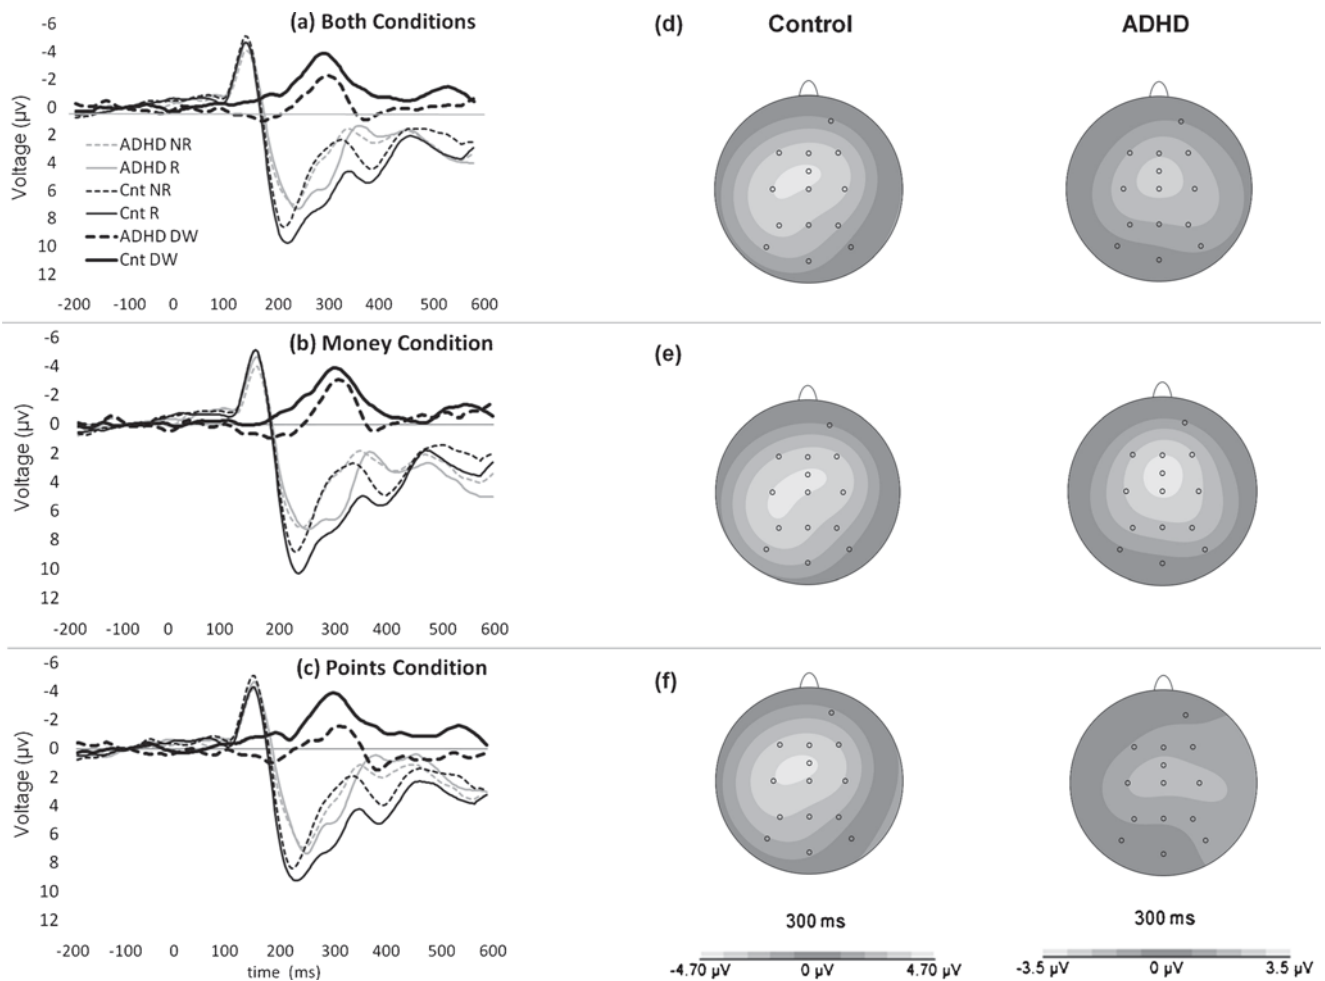 (a) Both Conditions
-6
-4
-2
0
2
4
6
8
10
12
Voltage (µv)
ADHD NR
ADHD R
Cnt NR
Cnt R
ADHD DW
Cnt DW
-200 -100 0 100 200 300 400 500 600
(b) Money Condition
-6
-4
-2
0
2
4
6
8
10
12
Voltage (µv)
-200 -100 0 100 200 300 400 500 600
(c) Points Condition
-6
-4
-2
0
2
4
6
8
10
12
Voltage (µv)
-200 -100 0 100 200 300 400 500 600
time (ms)
(d) Control ADHD
(e)
(f)
300 ms 300 ms
-4.70 µV 0 µV 4.70 µV -3.5 µV 0 µV 3.5 µV